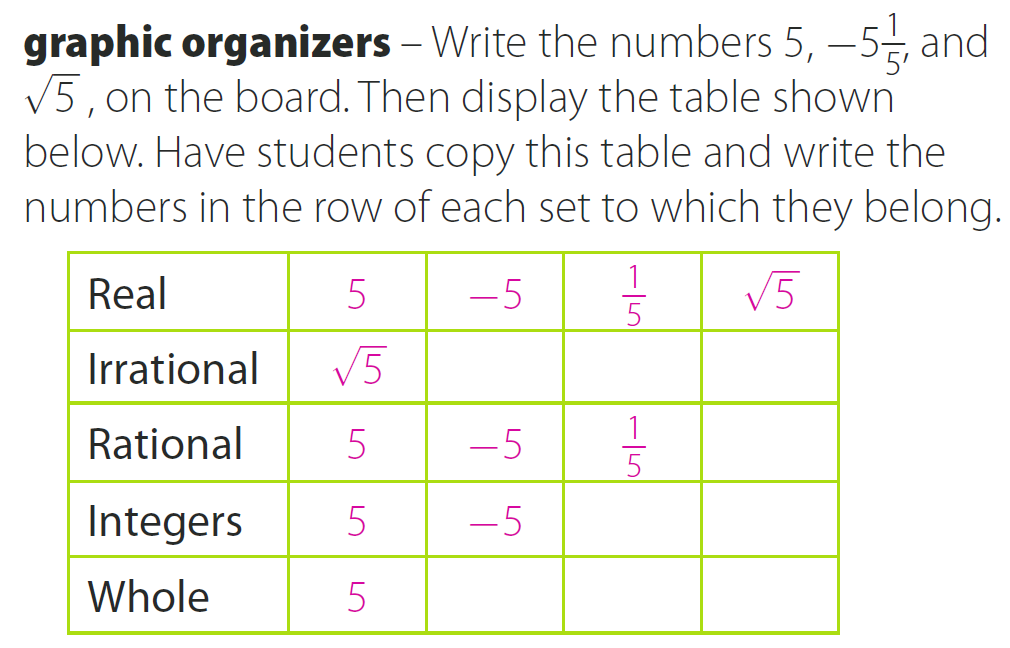 graphic organizers – Write the numbers 5, −5 1/5, and
√5 , on the board. Then display the table shown
below. Have students copy this table and write the
numbers in the row of each set to which they belong.
Real 5 −5 1/5 √5
Irrational √5
Rational 5 −5 1/5
Integers 5 −5
Whole 5